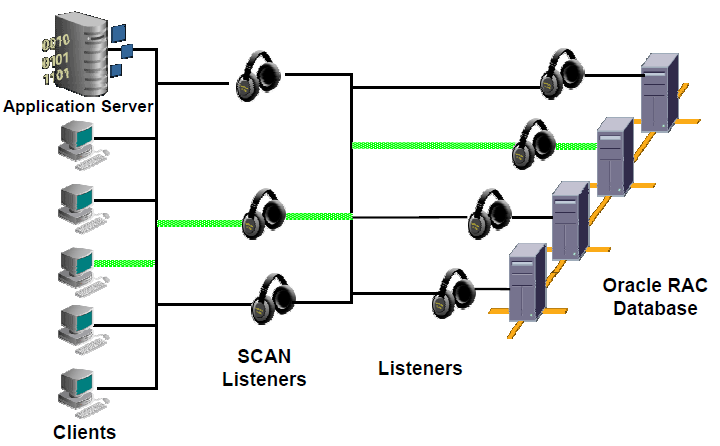 0010
0101
1101
Application Server
Oracle RAC
Database
SCAN
Listeners
Listeners
Clients